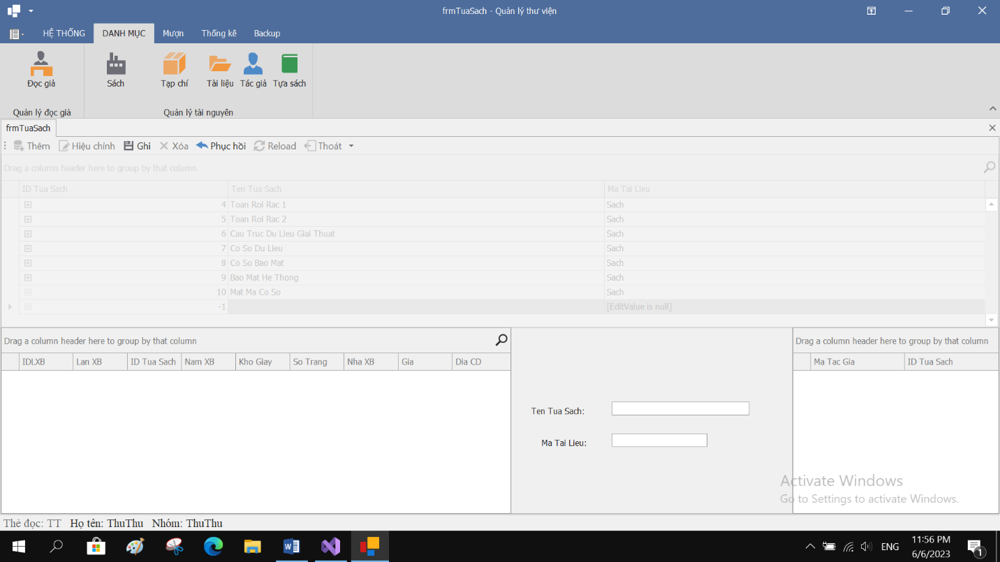 frmTuaSach - Quản lý thư viện
HỆ THỐNG DANH MỤC Mượn Thống kê Backup
Đọc giả Sách Tạp chí Tài liệu Tác giả Tựa sách
Quản lý đọc giả Quản lý tài nguyên
frmTuaSach
Thêm Hiệu chỉnh Ghi Xóa Phục hồi Reload Thoát
Drag a column header here to group by that column
ID Tua Sach Ten Tua Sach Ma Tai Lieu
4 Toan Roi Rac 1 Sach
5 Toan Roi Rac 2 Sach
6 Cau Truc Du Lieu Giai Thuat Sach
7 Co So Du Lieu Sach
8 Co So Bao Mat Sach
9 Bao Mat He Thong Sach
10 Mat Ma Co So Sach
-1 [EditValue is null]
Drag a column header here to group by that column Drag a column header here to group by that column
IDLXB Lan XB ID Tua Sach Nam XB Kho Giay So Trang Nha XB Gia Dia CD Ma Tac Gia ID Tua Sach
Ten Tua Sach:
Ma Tai Lieu:
Activate Windows
Go to Settings to activate Windows.
Thẻ đọc: TT Họ tên: ThuThu Nhóm: ThuThu
ENG 11:56 PM
6/6/2023 1